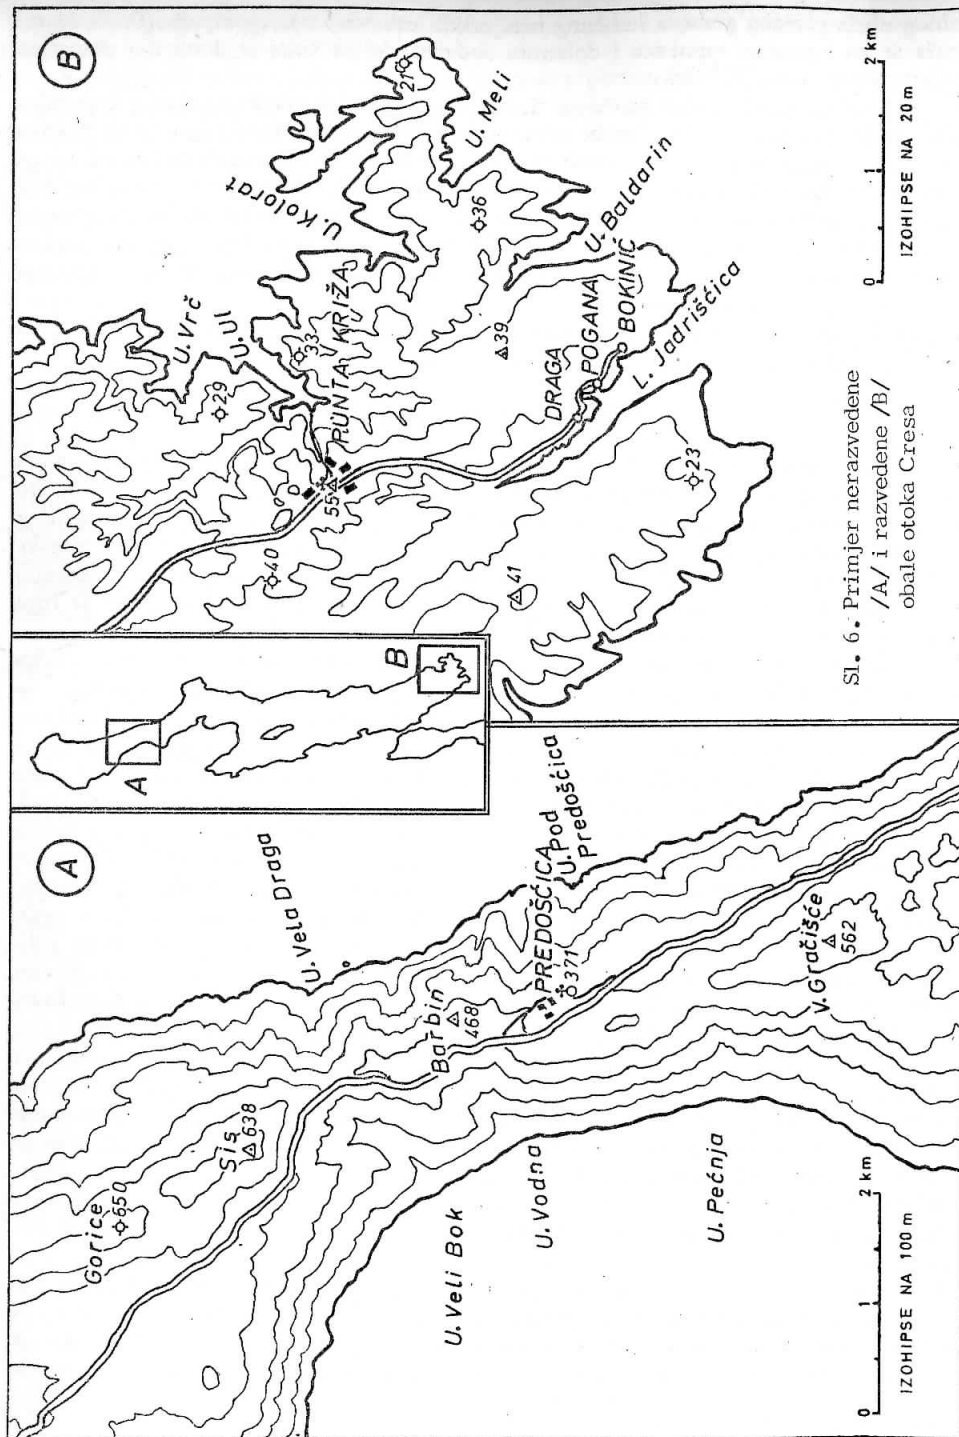 A
Gorice
650
Sis
638
U. Vela Draga
Barbin
468
PREDOŠĆICA
371
U. Pod
Predošćica
V. Gračišće
562
U. Veli Bok
U. Vodna
U. Pećnja
0 1 2 km
IZOHIPSE NA 100 m
A
B
B
U. Vrč
U. Ul
29
33
U. Kolorat
21
U. Meli
PUNTA KRIŽA
55
40
36
39
U. Baldarin
DRAGA
POGANA
BOKINIĆ
L. Jadrišćica
41
23
0 1 2 km
IZOHIPSE NA 20 m
Sl. 6. Primjer nerazvedene
/A/ i razvedene /B/
obale otoka Cresa